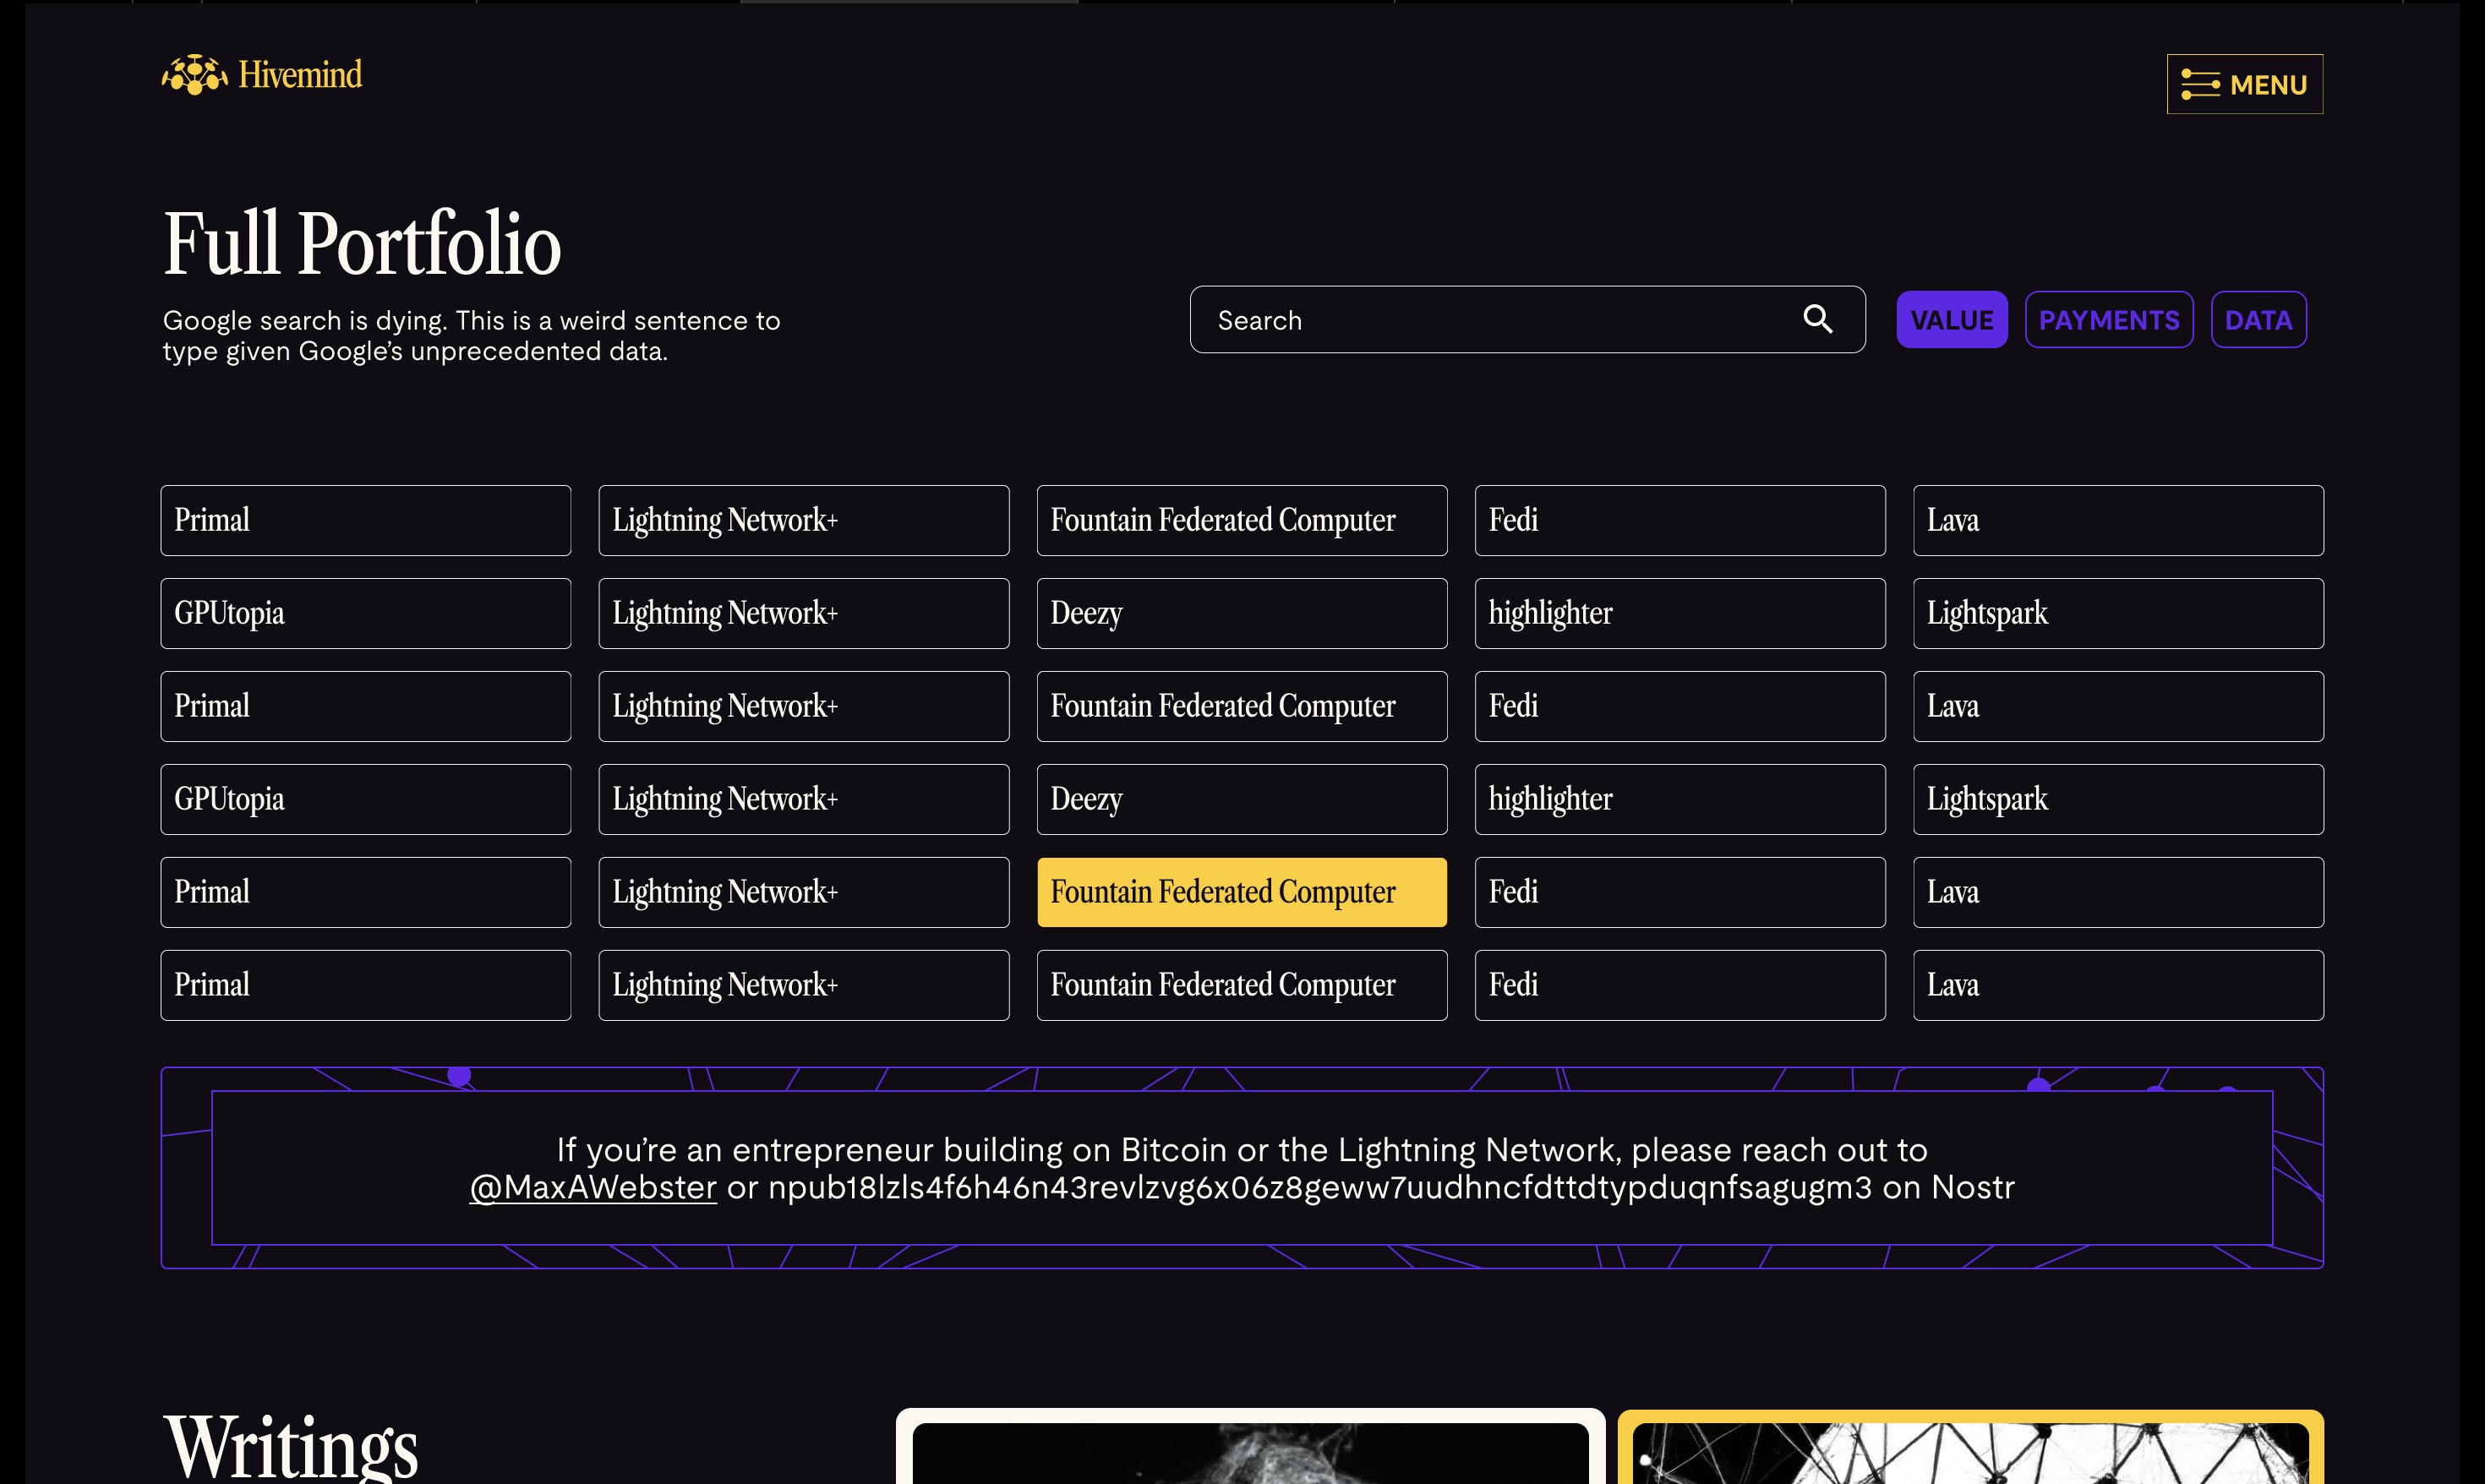 Hivemind
MENU
Full Portfolio
Google search is dying. This is a weird sentence to
type given Google’s unprecedented data.
Search
VALUE
PAYMENTS
DATA
Primal
Lightning Network+
Fountain Federated Computer
Fedi
Lava
GPUtopia
Lightning Network+
Deezy
highlighter
Lightspark
Primal
Lightning Network+
Fountain Federated Computer
Fedi
Lava
GPUtopia
Lightning Network+
Deezy
highlighter
Lightspark
Primal
Lightning Network+
Fountain Federated Computer
Fedi
Lava
Primal
Lightning Network+
Fountain Federated Computer
Fedi
Lava
If you’re an entrepreneur building on Bitcoin or the Lightning Network, please reach out to
@MaxAWebster or npub18lzls4f6h46n43revlzvg6x06z8geww7uudhncfdttdtypduqnfsagugm3 on Nostr
Writings